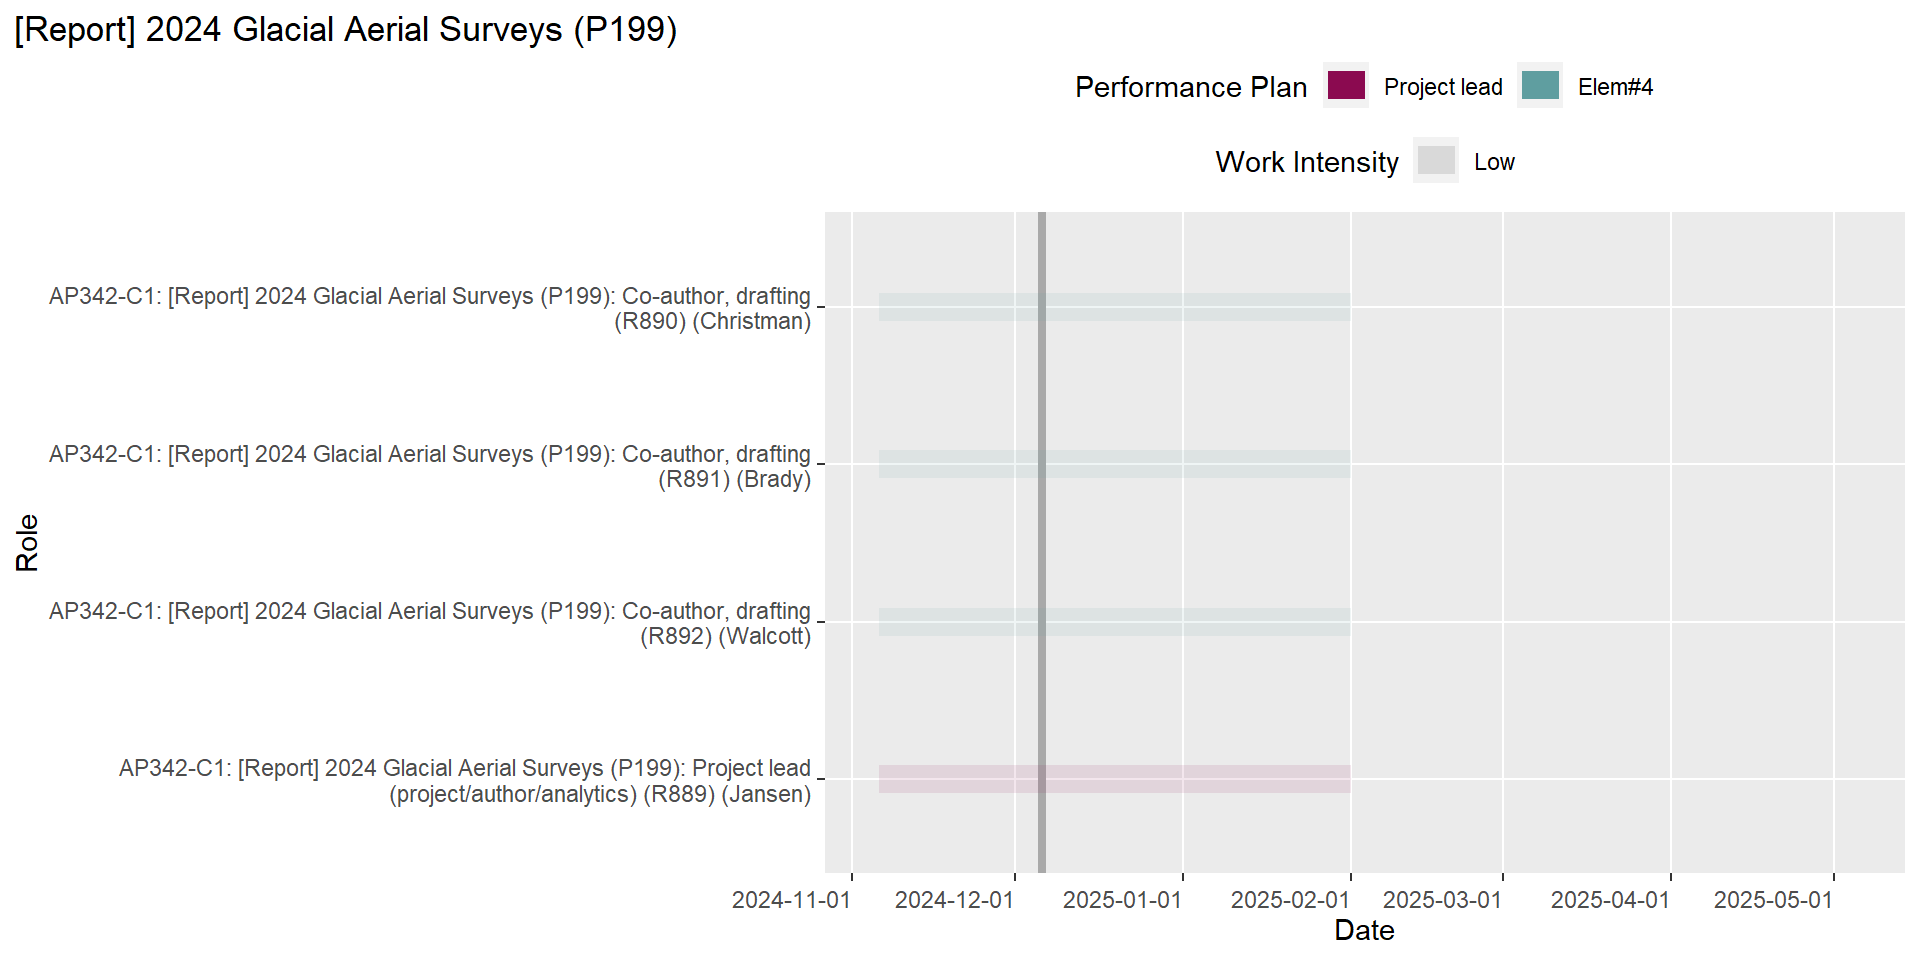 [Report] 2024 Glacial Aerial Surveys (P199)
Performance Plan Project lead Elem#4
Work Intensity Low
AP342-C1: [Report] 2024 Glacial Aerial Surveys (P199): Co-author, drafting
(R890) (Christman)
AP342-C1: [Report] 2024 Glacial Aerial Surveys (P199): Co-author, drafting
(R891) (Brady)
Role
AP342-C1: [Report] 2024 Glacial Aerial Surveys (P199): Co-author, drafting
(R892) (Walcott)
AP342-C1: [Report] 2024 Glacial Aerial Surveys (P199): Project lead
(project/author/analytics) (R889) (Jansen)
2024-11-01 2024-12-01 2025-01-01 2025-02-01 2025-03-01 2025-04-01 2025-05-01
Date